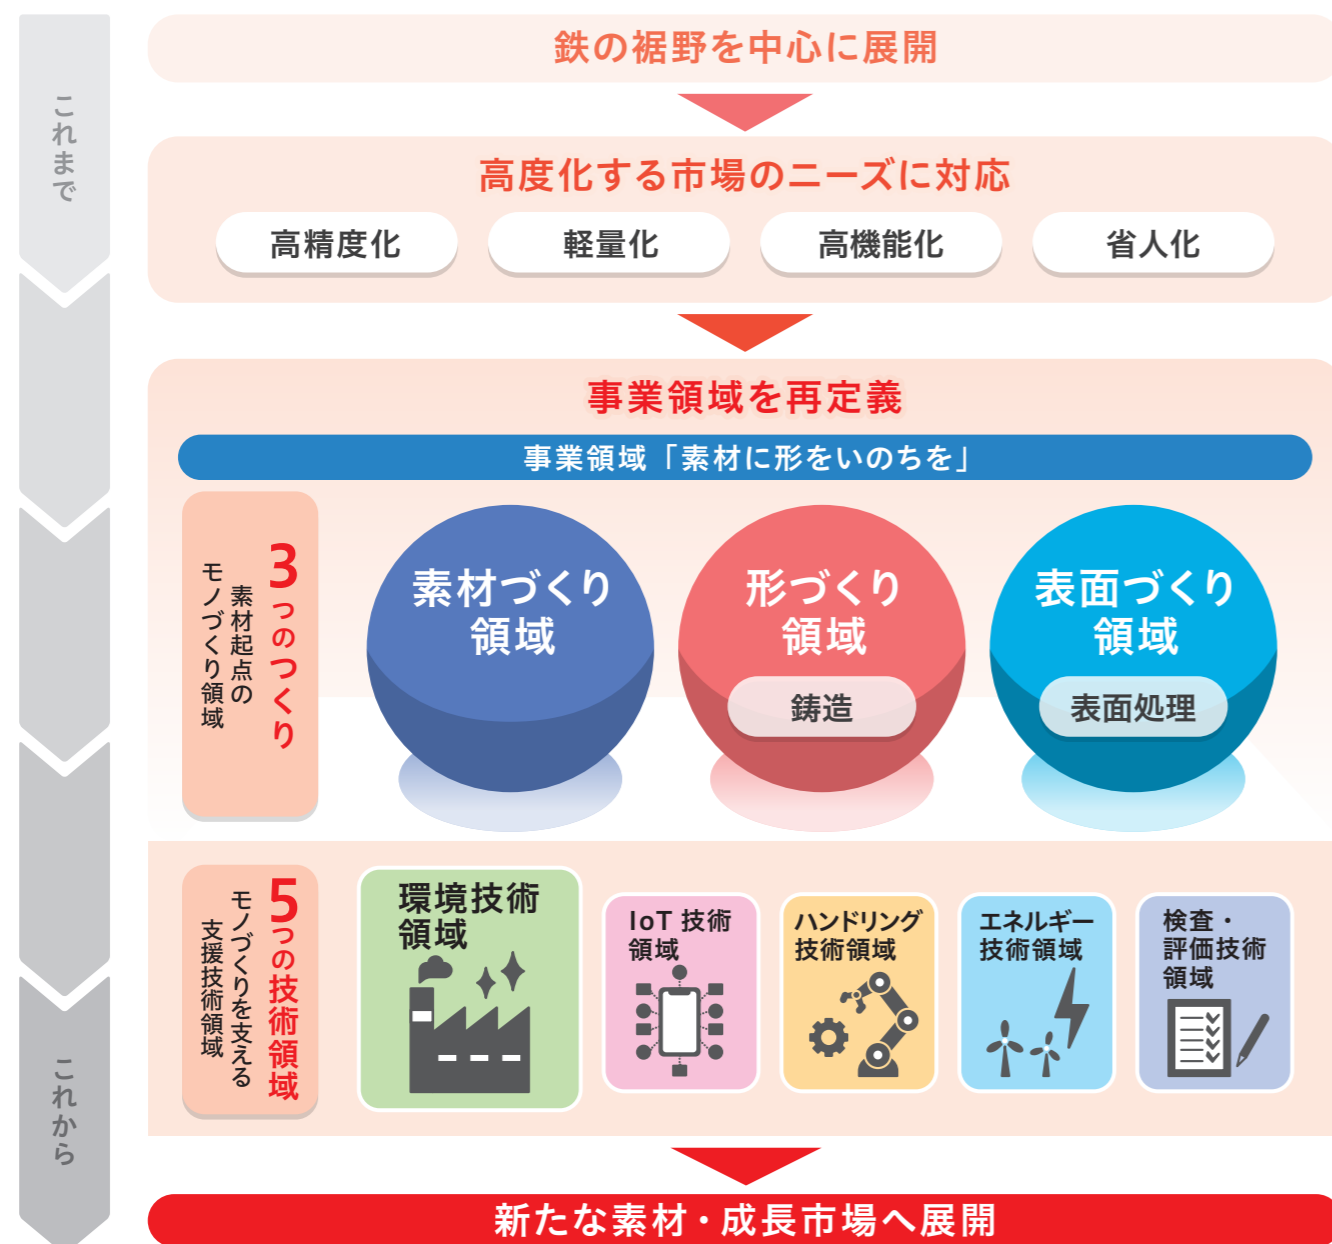 これまで
鉄の裾野を中心に展開
高度化する市場のニーズに対応
高精度化
軽量化
高機能化
省人化
事業領域を再定義
事業領域「素材に形をいのちを」
3つのつくり
素材起点の
モノづくり領域
素材づくり
領域
形づくり
領域
鋳造
表面づくり
領域
表面処理
5つの技術領域
モノづくりを支える
支援技術領域
環境技術
領域
IoT 技術
領域
ハンドリング
技術領域
エネルギー
技術領域
検査・
評価技術
領域
これから
新たな素材・成長市場へ展開